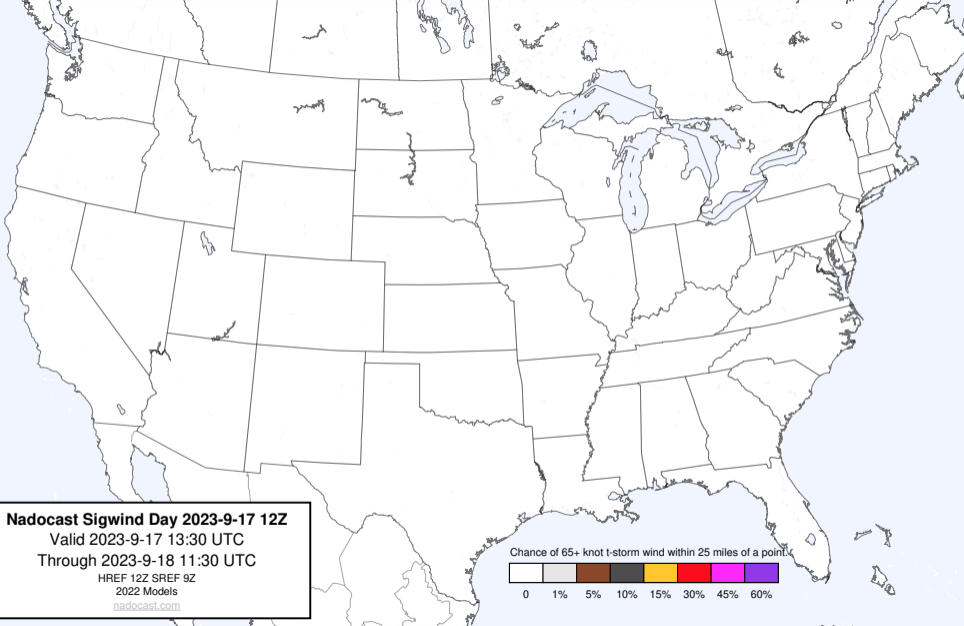 Nadocast Sigwind Day 2023-9-17 12Z
Valid 2023-9-17 13:30 UTC
Through 2023-9-18 11:30 UTC
HREF 12Z SREF 9Z
2022 Models
nadocast.com
Chance of 65+ knot t-storm wind within 25 miles of a point.
0 1% 5% 10% 15% 30% 45% 60%